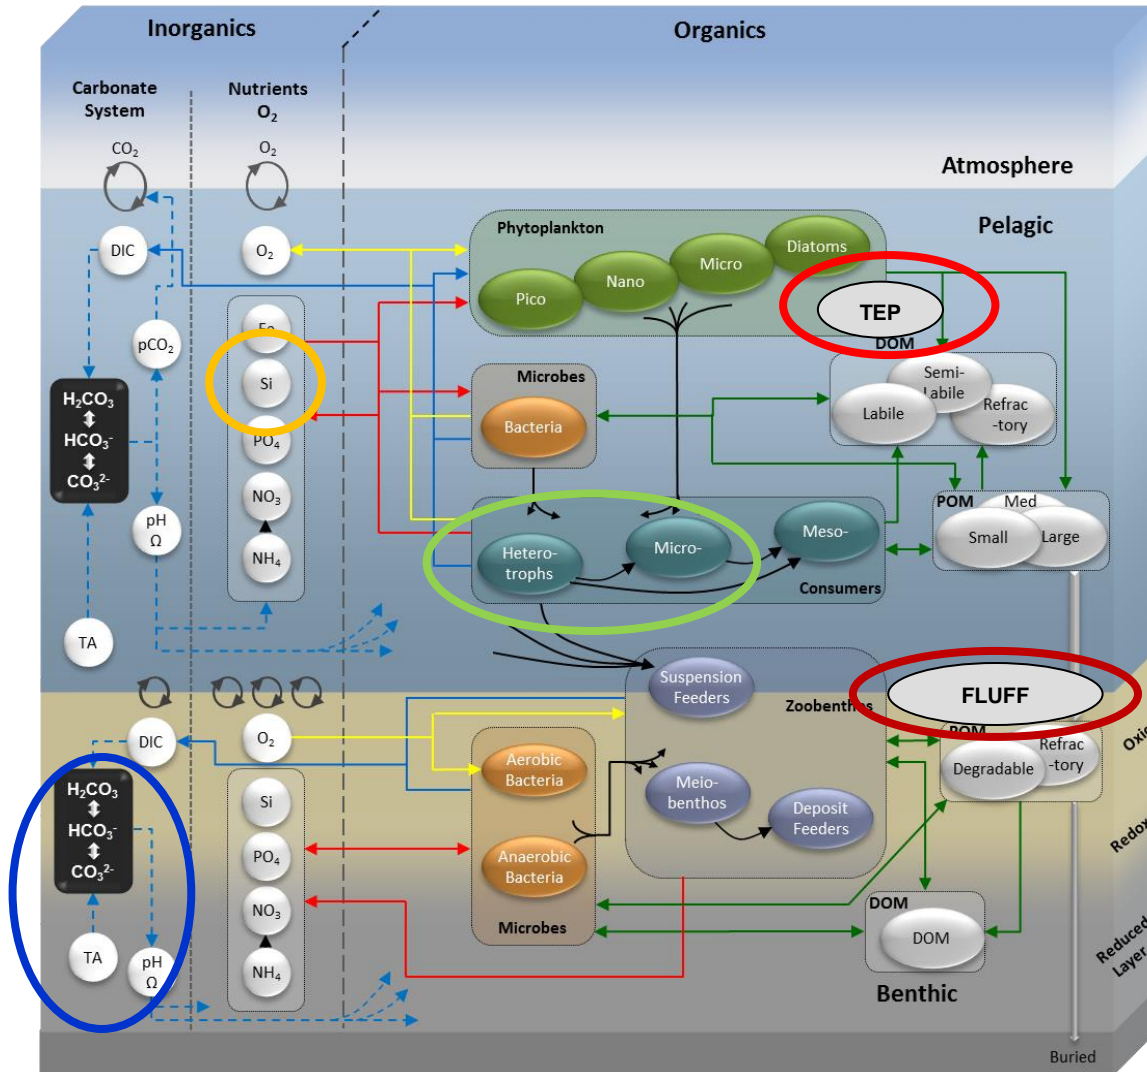 Inorganics
Organics
Carbonate
System
Nutrients
O₂
CO₂
O₂
Atmosphere
Pelagic
DIC
O₂
Phytoplankton
Pico
Nano
Micro
Diatoms
TEP
DOM
Semi-
Labile
Labile
Refrac
-tory
pCO₂
Si
PO₄
NO₃
NH₄
H₂CO₃
HCO₃⁻
CO₃²⁻
pH
Ω
TA
Microbes
Bacteria
Hetero-
trophs
Micro-
Meso-
Consumers
POM
Med
Small
Large
Suspension
Feeders
Zoobenthos
FLUFF
POM
Refrac
-tory
Degradable
DIC
O₂
Aerobic
Bacteria
Meio-
benthos
Deposit
Feeders
H₂CO₃
HCO₃⁻
CO₃²⁻
Si
PO₄
NO₃
NH₄
Anaerobic
Bacteria
Microbes
TA
pH
Ω
DOM
DOM
Benthic
Redox
Reduced
Layer
Buried